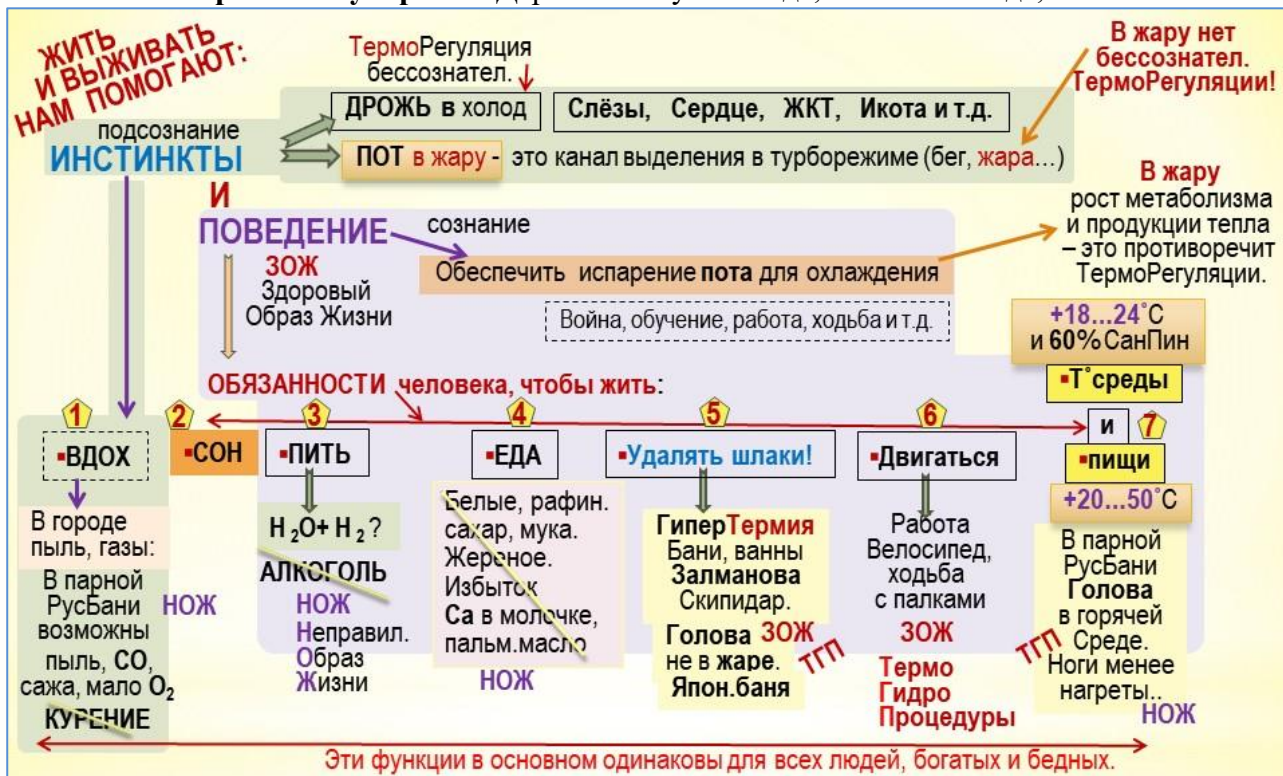 ЖИТЬ
И ВЫЖИВАТЬ
НАМ ПОМОГАЮТ:
ТермоРегуляция
бессознател.
В жару нет
бессознател.
ТермоРегуляции!
ДРОЖЬ в холод
Слёзы, Сердце, ЖКТ, Икота и т.д.
подсознание
ИНСТИНКТЫ
ПОТ в жару - это канал выделения в турборежиме (бег, жара...)
И
ПОВЕДЕНИЕ
сознание
В жару
рост метаболизма
и продукции тепла
– это противоречит
ТермоРегуляции.
ЗОЖ
Здоровый
Образ Жизни
Обеспечить испарение пота для охлаждения
Война, обучение, работа, ходьба и т.д.
+18...24°С
и 60% СанПин
ОБЯЗАННОСТИ человека, чтобы жить:
▪Т°среды
1
2
3
4
5
6
и 7
▪ВДОХ
▪СОН
▪ПИТЬ
▪ЕДА
▪Удалять шлаки!
▪Двигаться
▪пищи
+20...50°С
В городе
пыль, газы:
В парной
РусБани
возможны
пыль, СО,
сажа, мало О2
КУРЕНИЕ
НОЖ
Н2О+ Н2 ?
АЛКОГОЛЬ
НОЖ
Неправил.
Образ
Жизни
Белые, рафин.
сахар, мука.
Жереное.
Избыток
Са в молочке,
пальм.масло
НОЖ
ГиперТермия
Бани, ванны
Залманова
Скипидар.
Голова ЗОЖ
не в жаре.
Япон.баня
ТГП
Работа
Велосипед,
ходьба
с палками
ЗОЖ
Термо
Гидро
Процедуры
В парной
РусБани
Голова
в горячей
Среде.
Ноги менее
нагреты..
ТГП
НОЖ
Эти функции в основном одинаковы для всех людей, богатых и бедных.